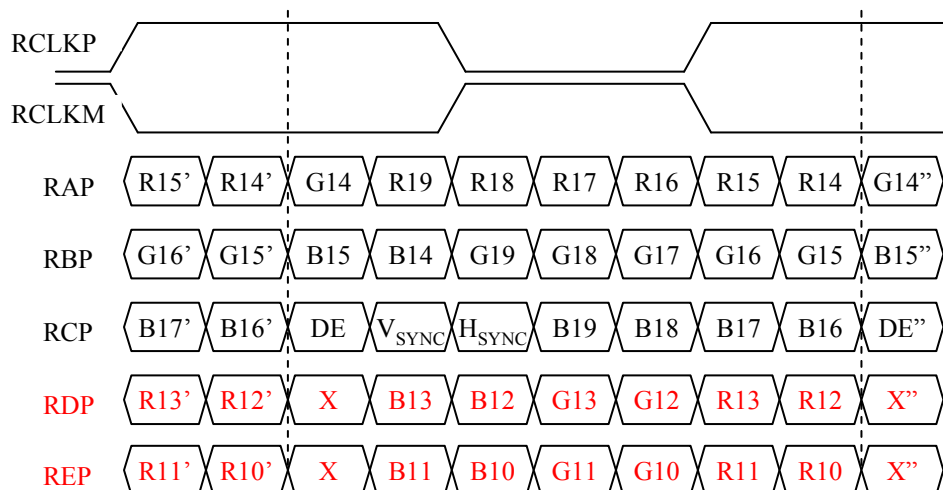 RCLKP
RCLKM
RAP R15’ R14’ G14 R19 R18 R17 R16 R15 R14 G14”
RBP G16’ G15’ B15 B14 G19 G18 G17 G16 G15 B15”
RCP B17’ B16’ DE VSYNC HSYNC B19 B18 B17 B16 DE”
RDP R13’ R12’ X B13 B12 G13 G12 R13 R12 X”
REP R11’ R10’ X B11 B10 G11 G10 R11 R10 X”